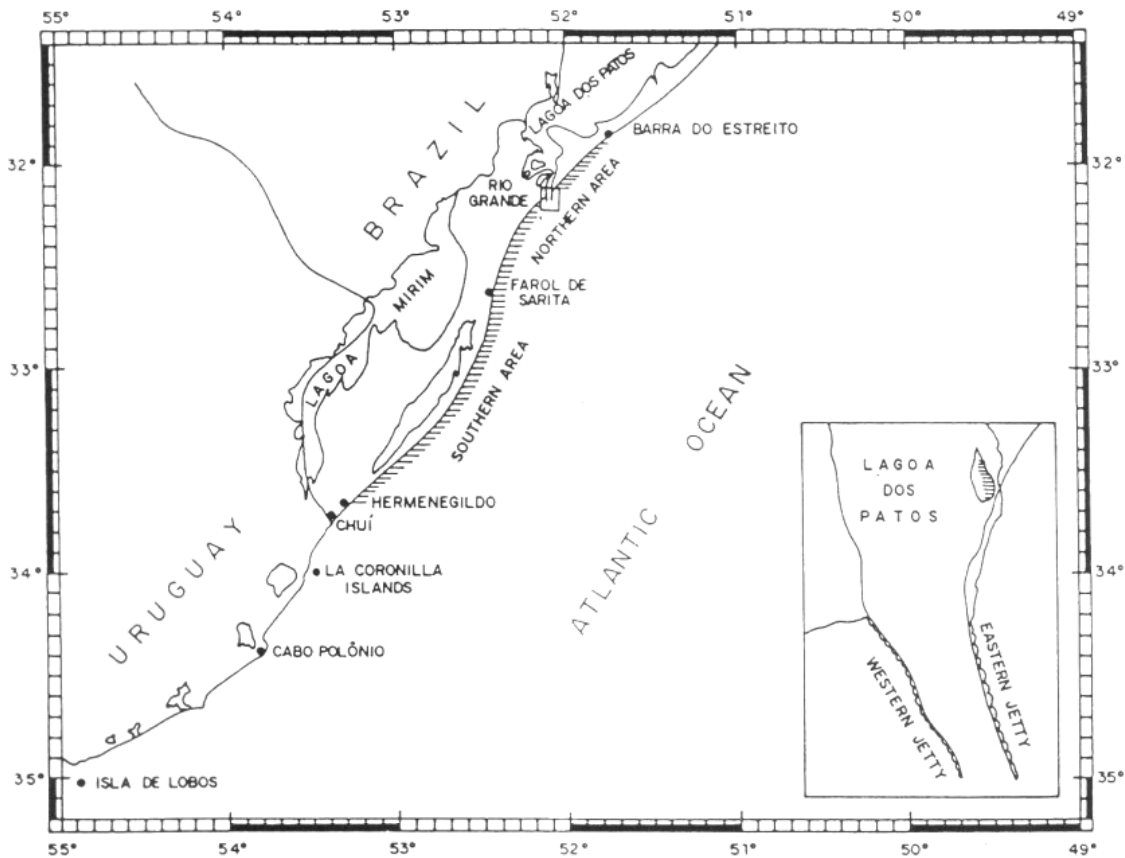 55° 54° 53° 52° 51° 50° 49°
LAGOA DOS PATOS
BARRA DO ESTREITO
BRAZIL
32° 32°
RIO
GRANDE
NORTHERN AREA
FAROL DE
SARITA
MIRIM
LAGOA
33° 33°
SOUTHERN AREA
OCEAN
ATLANTIC
HERMENEGILDO
CHUÍ
URUGUAY
34° 34°
LA CORONILLA
ISLANDS
CABO POLÔNIO
35° 35°
ISLA DE LOBOS
LAGOA
DOS
PATOS
WESTERN JETTY
EASTERN JETTY
55° 54° 53° 52° 51° 50° 49°